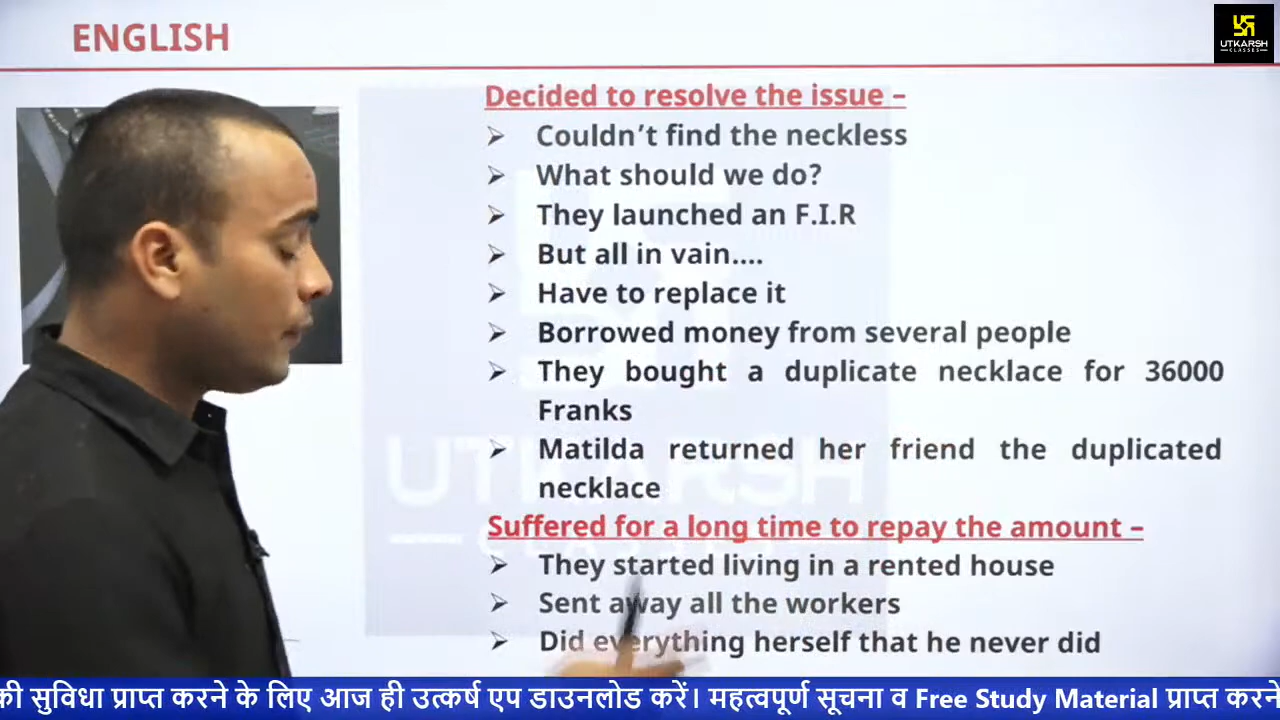 ENGLISH
UTKARSH
CLASSES
Decided to resolve the issue –
Couldn't find the neckless
What should we do?
They launched an F.I.R
But all in vain....
Have to replace it
Borrowed money from several people
They bought a duplicate necklace for 36000
Franks
Matilda returned her friend the duplicated
necklace
UTKARSH
CLASSES
Suffered for a long time to repay the amount –
They started living in a rented house
Sent away all the workers
Did everything herself that he never did
की सुविधा प्राप्त करने के लिए आज ही उत्कर्ष एप डाउनलोड करें। महत्वपूर्ण सूचना व Free Study Material प्राप्त करने